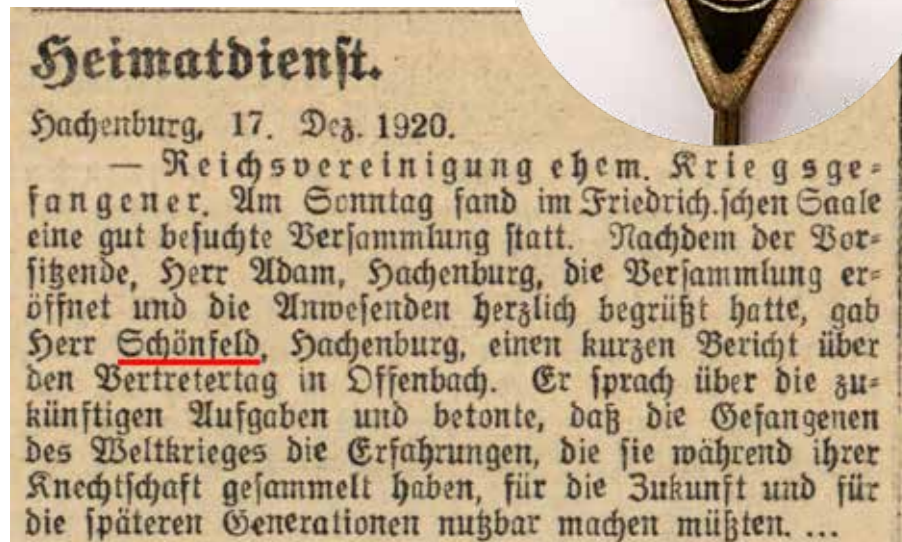 Heimatdienst.
Hachenburg, 17. Dez. 1920.
— Reichsvereinigung ehem. Kriegsge-
fangener. Am Sonntag fand im Friedrich.schen Saale
eine gut besuchte Versammlung statt. Nachdem der Vor-
sitzende, Herr Adam, Hachenburg, die Versammlung er-
öffnet und die Anwesenden herzlich begrüßt hatte, gab
Herr Schönfeld, Hachenburg, einen kurzen Bericht über
den Vertretertag in Offenbach. Er sprach über die zu-
künftigen Aufgaben und betonte, daß die Gefangenen
des Weltkrieges die Erfahrungen, die sie während ihrer
Knechtschaft gesammelt haben, für die Zukunft und für
die späteren Generationen nutzbar machen müßten. ...